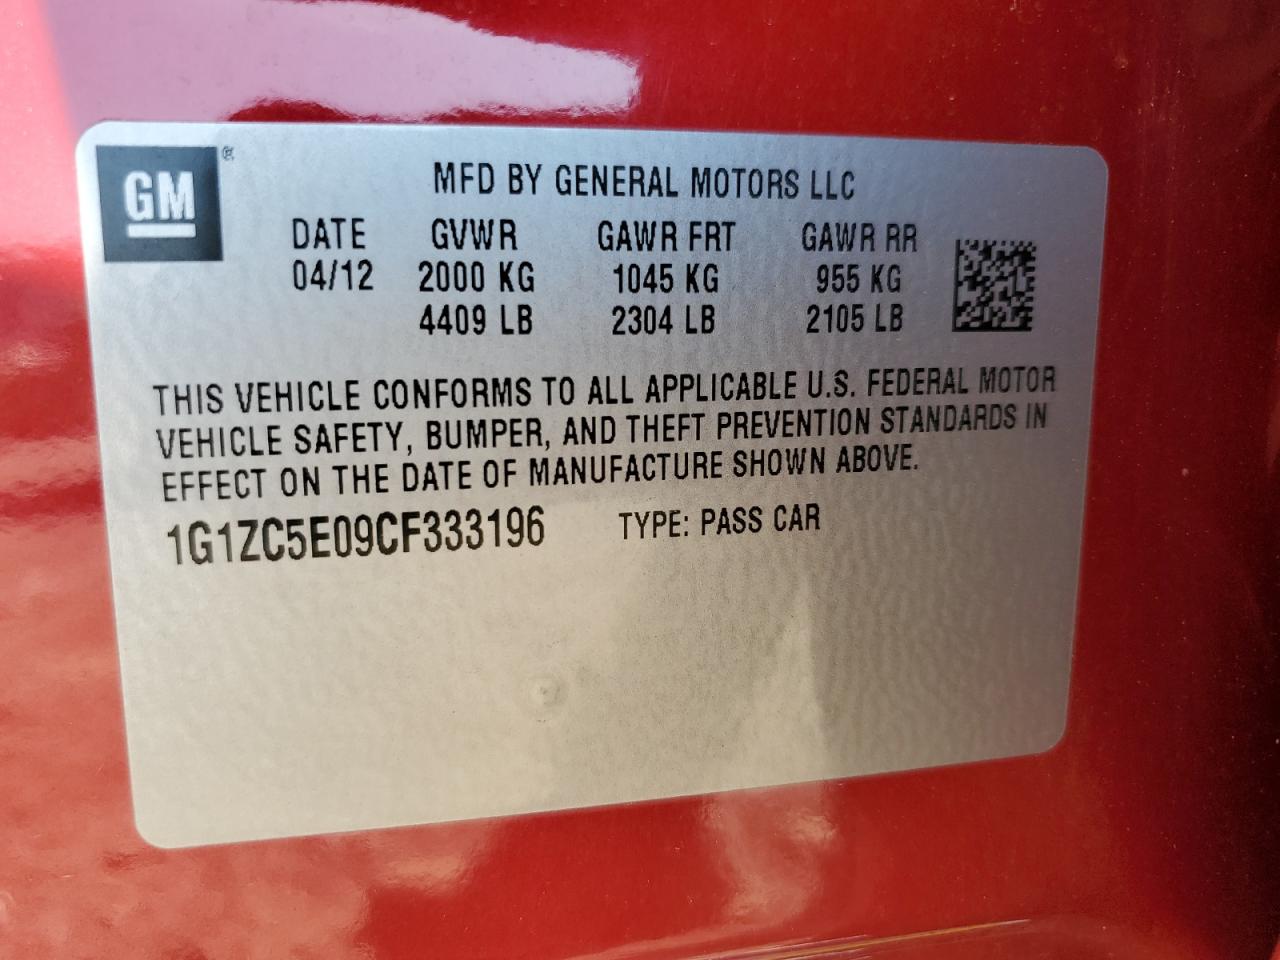 GM ®
MFD BY GENERAL MOTORS LLC
DATE GVWR GAWR FRT GAWR RR
04/12 2000 KG 1045 KG 955 KG
4409 LB 2304 LB 2105 LB
THIS VEHICLE CONFORMS TO ALL APPLICABLE U.S. FEDERAL MOTOR
VEHICLE SAFETY, BUMPER, AND THEFT PREVENTION STANDARDS IN
EFFECT ON THE DATE OF MANUFACTURE SHOWN ABOVE.
1G1ZC5E09CF333196 TYPE: PASS CAR